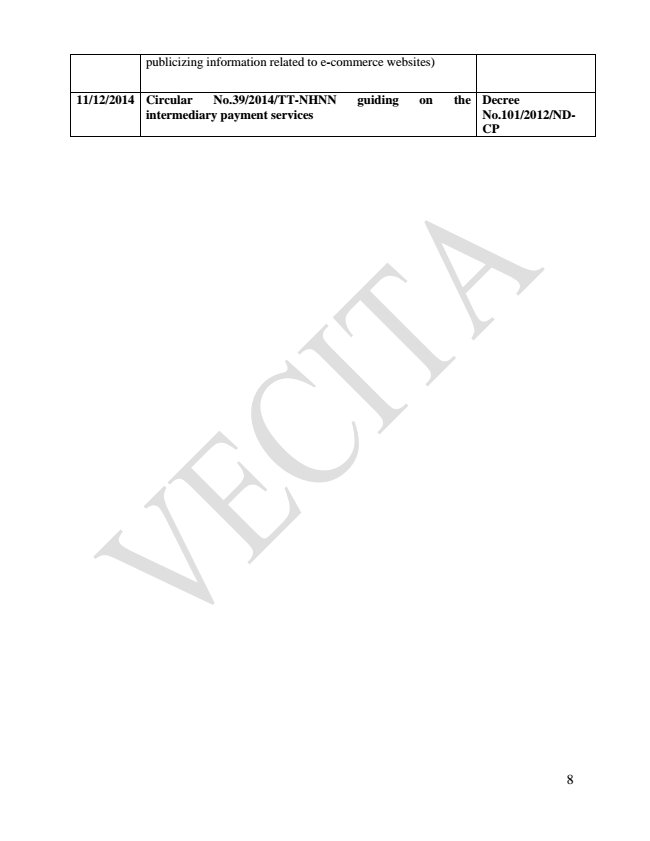 publicizing information related to e-commerce websites)
11/12/2014 Circular No.39/2014/TT-NHNN guiding on the Decree
intermediary payment services No.101/2012/ND-
CP
VECITA
8